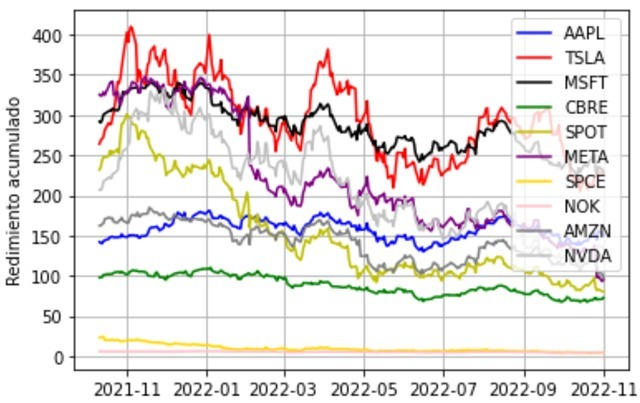 Redimiento acumulado
400
350
300
250
200
150
100
50
0
2021-11 2022-01 2022-03 2022-05 2022-07 2022-09 2022-11
AAPL
TSLA
MSFT
CBRE
SPOT
META
SPCE
NOK
AMZN
NVDA